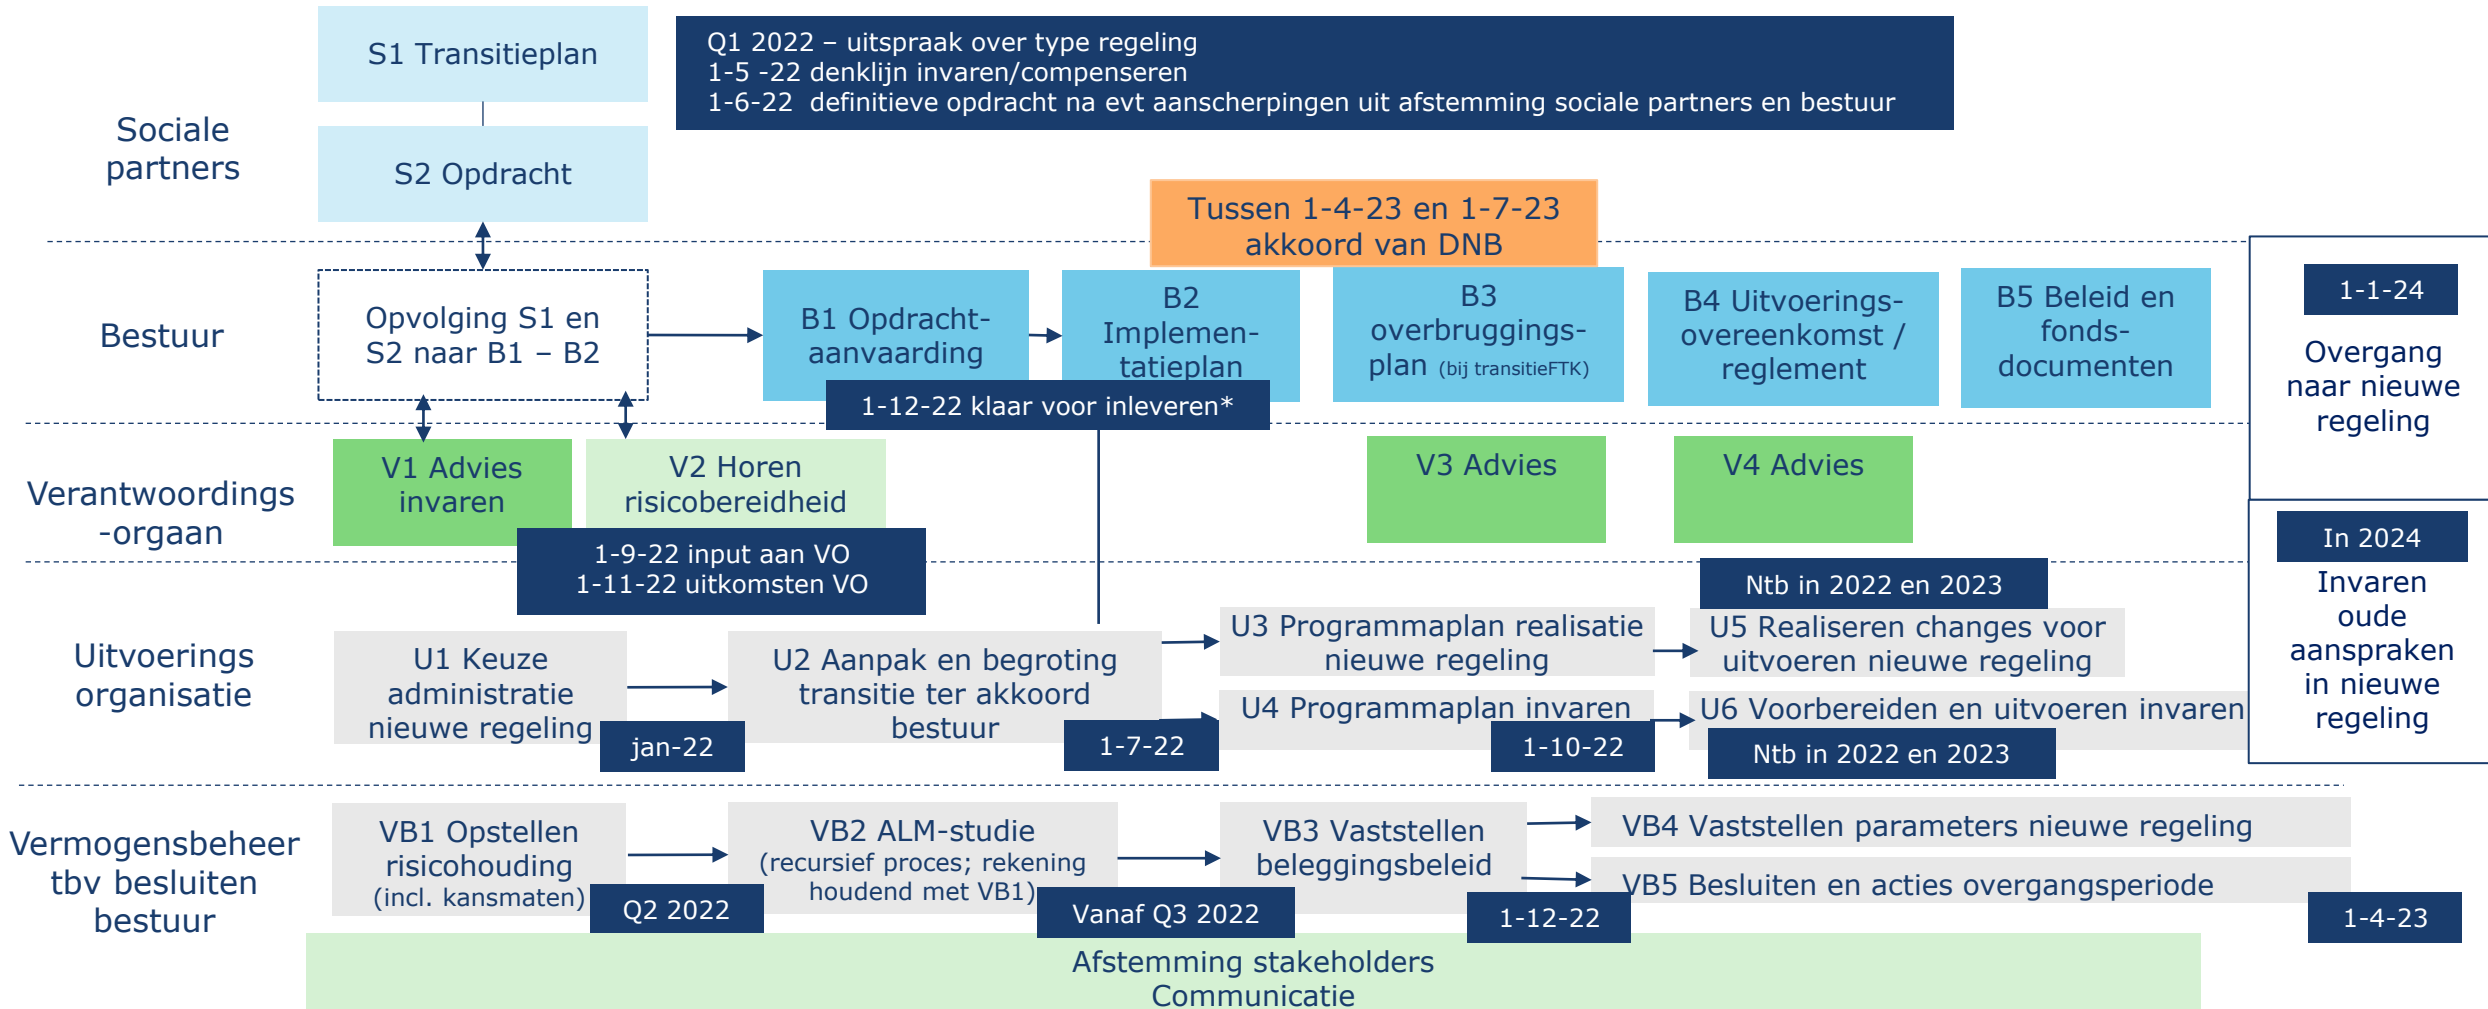 S1 Transitieplan
Q1 2022 – uitspraak over type regeling
1-5 -22 denklijn invaren/compenseren
1-6-22  definitieve opdracht na evt aanscherpingen uit afstemming sociale partners en bestuur
Sociale
partners
S2 Opdracht
Tussen 1-4-23 en 1-7-23
akkoord van DNB
Bestuur
Opvolging S1 en
S2 naar B1 – B2
B1 Opdracht-
aanvaarding
B2
Implemen-
tatieplan
B3
overbruggings-
plan (bij transitieFTK)
B4 Uitvoerings-
overeenkomst /
reglement
B5 Beleid en
fonds-
documenten
1-12-22 klaar voor inleveren*
1-1-24
Overgang
naar nieuwe
regeling
Verantwoordings
-orgaan
V1 Advies
invaren
V2 Horen
risicobereidheid
V3 Advies
V4 Advies
1-9-22 input aan VO
1-11-22 uitkomsten VO
In 2024
Invaren
oude
aanspraken
in nieuwe
regeling
Uitvoerings
organisatie
U1 Keuze
administratie
nieuwe regeling
jan-22
U2 Aanpak en begroting
transitie ter akkoord
bestuur
1-7-22
U3 Programmaplan realisatie
nieuwe regeling
Ntb in 2022 en 2023
U5 Realiseren changes voor
uitvoeren nieuwe regeling
U4 Programmaplan invaren
1-10-22
U6 Voorbereiden en uitvoeren invaren
Ntb in 2022 en 2023
Vermogensbeheer
tbv besluiten
bestuur
VB1 Opstellen
risicohouding
(incl. kansmaten)
Q2 2022
VB2 ALM-studie
(recursief proces; rekening
houdend met VB1)
Vanaf Q3 2022
VB3 Vaststellen
beleggingsbeleid
1-12-22
VB4 Vaststellen parameters nieuwe regeling
VB5 Besluiten en acties overgangsperiode
1-4-23
Afstemming stakeholders
Communicatie